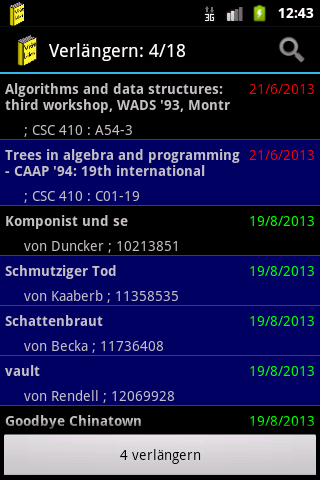 3G 12:43
Verlängern: 4/18
Algorithms and data structures: 21/6/2013
third workshop, WADS '93, Montr
; CSC 410 : A54-3
Trees in algebra and programming 21/6/2013
- CAAP '94: 19th international
; CSC 410 : C01-19
Komponist und se 19/8/2013
von Duncker ; 10213851
Schmutziger Tod 19/8/2013
von Kaaberb ; 11358535
Schattenbraut 19/8/2013
von Becka ; 11736408
vault 19/8/2013
von Rendell ; 12069928
Goodbye Chinatown 19/8/2013
4 verlängern